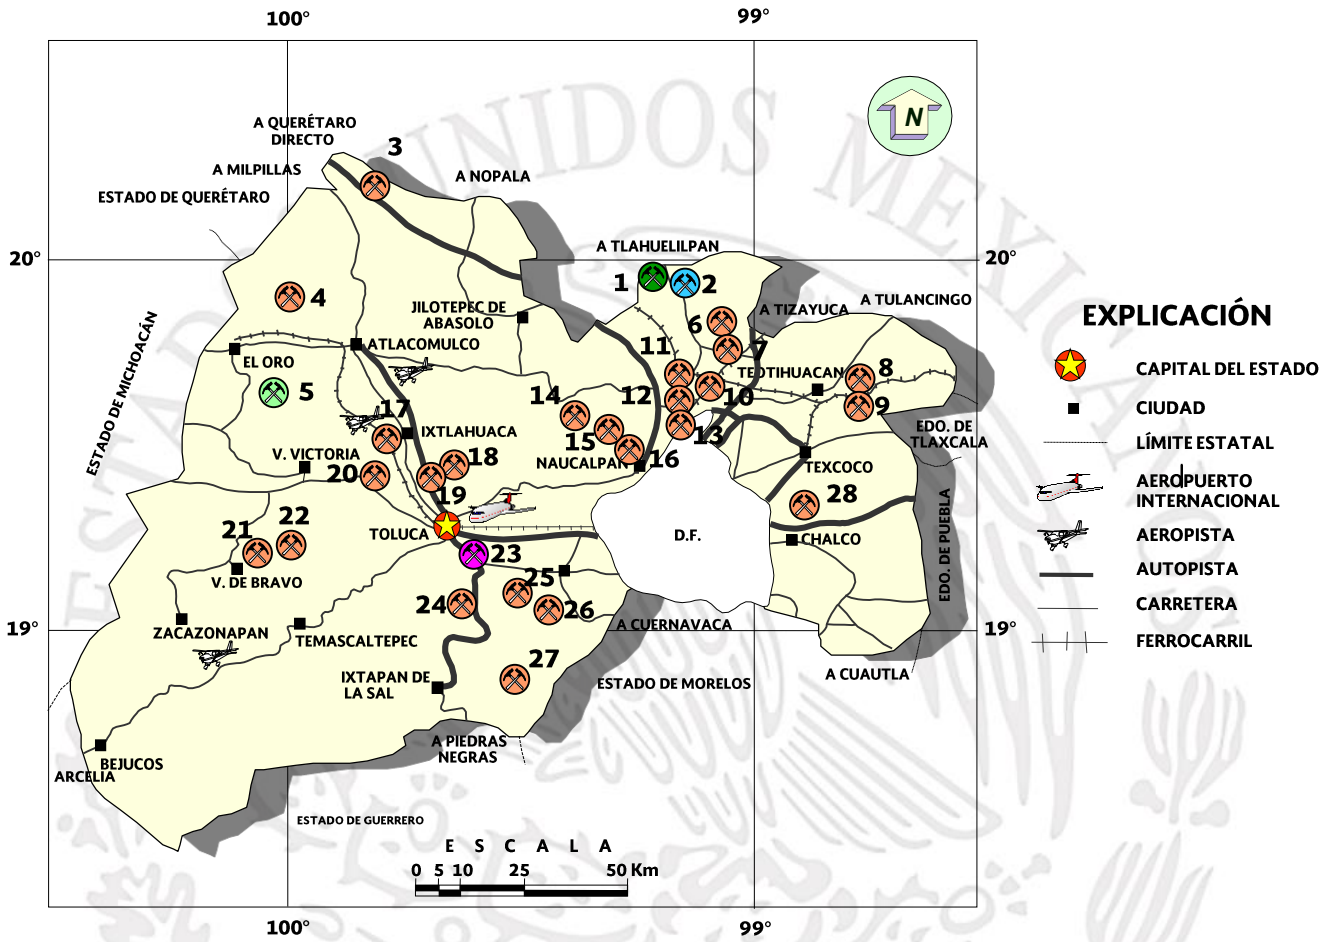 100°
99°
ESTADOS UNIDOS MEXICANOS
N
A QUERÉTARO
DIRECTO
3
A MILPILLAS
A NOPALA
ESTADO DE QUERÉTARO
20°
A TLAHUELILPAN
20°
1
2
4
JILOTEPEC DE
ABASOLO
6
A TIZAYUCA
A TULANCINGO
EXPLICACIÓN
ESTADO DE MICHOACÁN
ATLACOMULCO
11
7
EL ORO
TEOTIHUACAN
8
CAPITAL DEL ESTADO
5
14
12
10
9
CIUDAD
17
IXTLAHUACA
15
13
EDO. DE
TLAXCALA
LÍMITE ESTATAL
V. VICTORIA
18
NAUCALPAN
16
TEXCOCO
20
19
28
AEROPUERTO
INTERNACIONAL
TOLUCA
D.F.
CHALCO
EDO. DE PUEBLA
AEROPISTA
21
22
23
V. DE BRAVO
25
AUTOPISTA
24
26
CARRETERA
ZACAZONAPAN
TEMASCALTEPEC
A CUERNAVACA
19°
19°
FERROCARRIL
27
IXTAPAN DE
LA SAL
ESTADO DE MORELOS
A CUAUTLA
A PIEDRAS
NEGRAS
BEJUCOS
ARCELIA
ESTADO DE GUERRERO
E S C A L A
0 5 10 25 50 Km
100°
99°